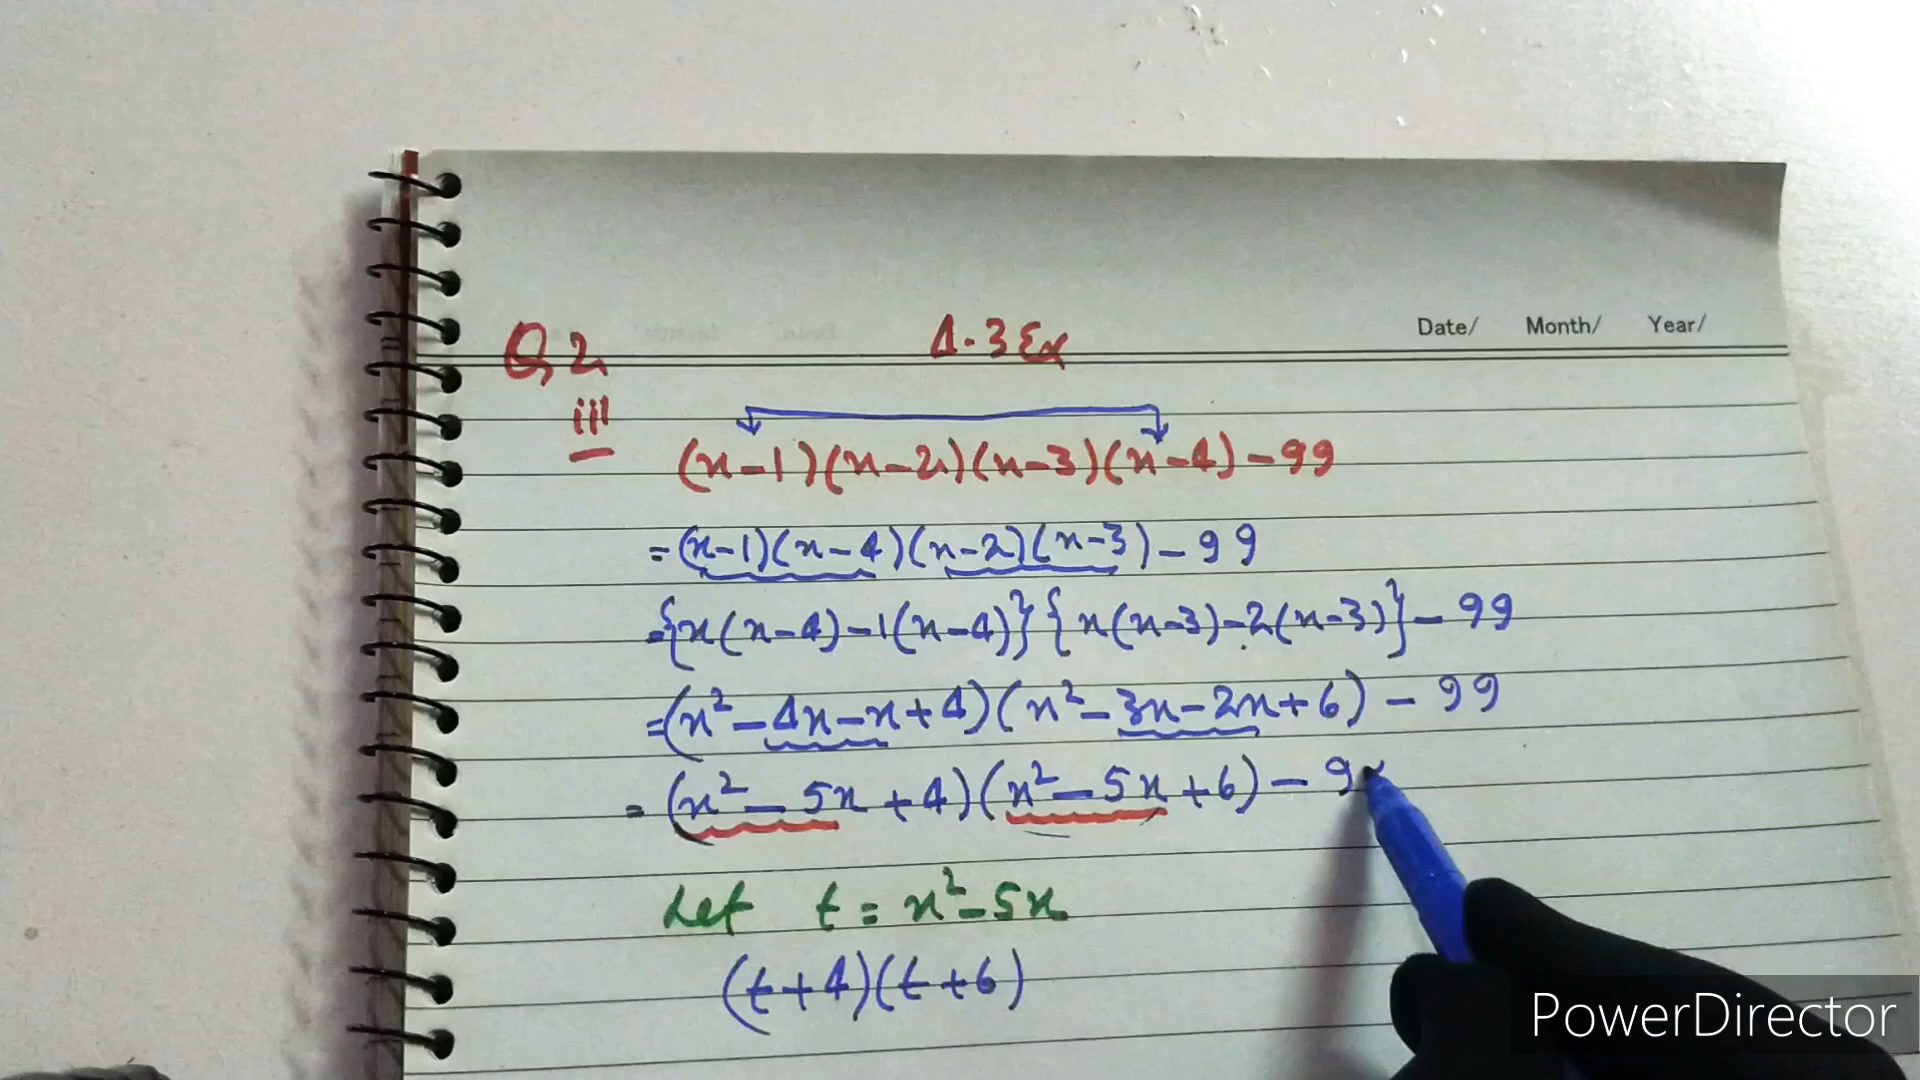 Date/ Month/ Year/
Q2 4.3 Ex
iii
(x-1)(x-2)(x-3)(x-4)-99
=(x-1)(x-4)(x-2)(x-3)-99
={x(x-4)-1(x-4)}{x(x-3)-2(x-3)}-99
=(x²-4x-x+4)(x²-3x-2x+6)-99
=(x²-5x+4)(x²-5x+6)-9
Let t = x²-5x
(t+4)(t+6)
PowerDirector